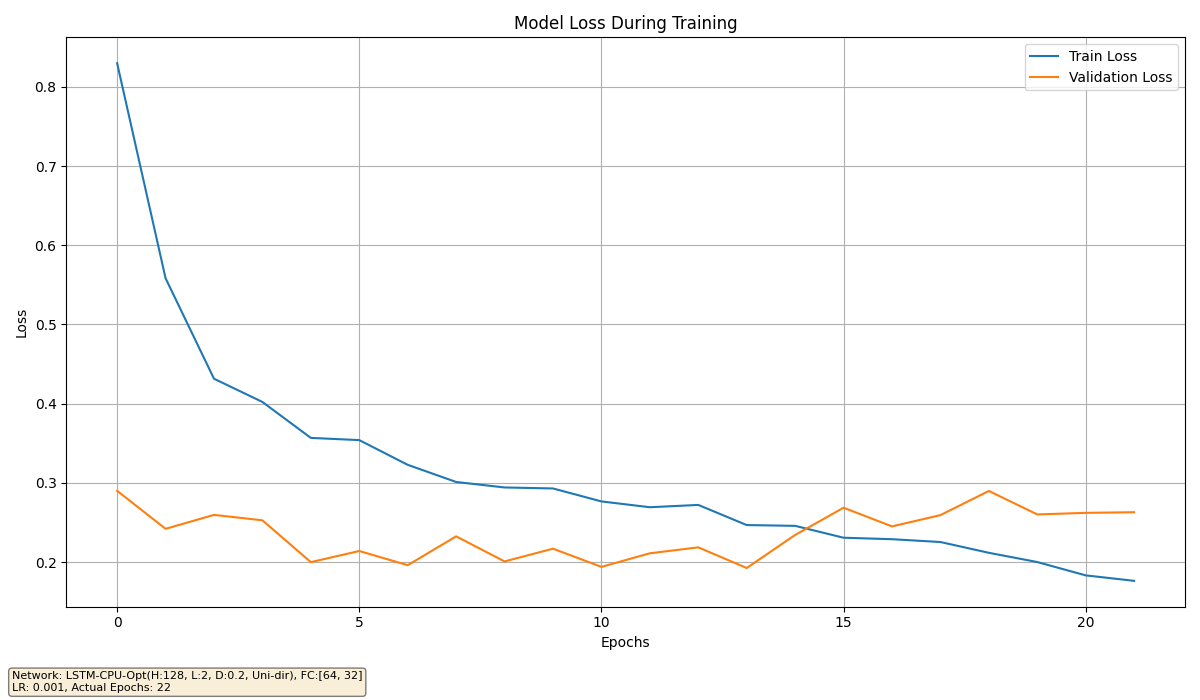 Model Loss During Training
Train Loss
Validation Loss
0.8
0.7
0.6
0.5
0.4
0.3
0.2
Loss
0
5
10
15
20
Epochs
Network: LSTM-CPU-Opt(H:128, L:2, D:0.2, Uni-dir), FC:[64, 32]
LR: 0.001, Actual Epochs: 22